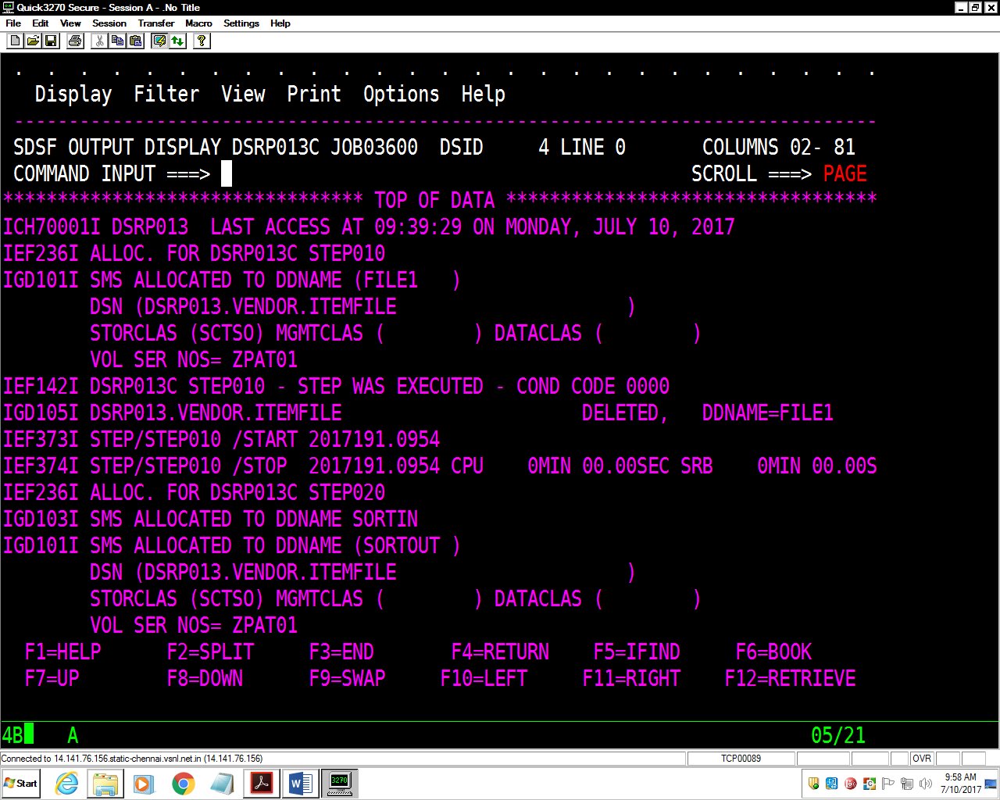 Quick3270 Secure - Session A - .No Title
File Edit View Session Transfer Macro Settings Help
. . . . . . . . . . . . . . . . . . . . . . . . . . .
Display Filter View Print Options Help
-------------------------------------------------------------------------------
SDSF OUTPUT DISPLAY DSRP013C JOB03600 DSID 4 LINE 0 COLUMNS 02- 81
COMMAND INPUT ===> SCROLL ===> PAGE
********************************* TOP OF DATA **********************************
ICH70001I DSRP013 LAST ACCESS AT 09:39:29 ON MONDAY, JULY 10, 2017
IEF236I ALLOC. FOR DSRP013C STEP010
IGD101I SMS ALLOCATED TO DDNAME (FILE1 )
DSN (DSRP013.VENDOR.ITEMFILE )
STORCLAS (SCTSO) MGMTCLAS ( ) DATACLAS ( )
VOL SER NOS= ZPAT01
IEF142I DSRP013C STEP010 - STEP WAS EXECUTED - COND CODE 0000
IGD105I DSRP013.VENDOR.ITEMFILE DELETED, DDNAME=FILE1
IEF373I STEP/STEP010 /START 2017191.0954
IEF374I STEP/STEP010 /STOP 2017191.0954 CPU 0MIN 00.00SEC SRB 0MIN 00.00S
IEF236I ALLOC. FOR DSRP013C STEP020
IGD103I SMS ALLOCATED TO DDNAME SORTIN
IGD101I SMS ALLOCATED TO DDNAME (SORTOUT )
DSN (DSRP013.VENDOR.ITEMFILE )
STORCLAS (SCTSO) MGMTCLAS ( ) DATACLAS ( )
VOL SER NOS= ZPAT01
F1=HELP F2=SPLIT F3=END F4=RETURN F5=IFIND F6=BOOK
F7=UP F8=DOWN F9=SWAP F10=LEFT F11=RIGHT F12=RETRIEVE
4B A 05/21
Connected to 14.141.76.156.static-chennai.vsnl.net.in (14.141.76.156) TCP00089 OVR
Start 3270 9:58 AM
7/10/2017